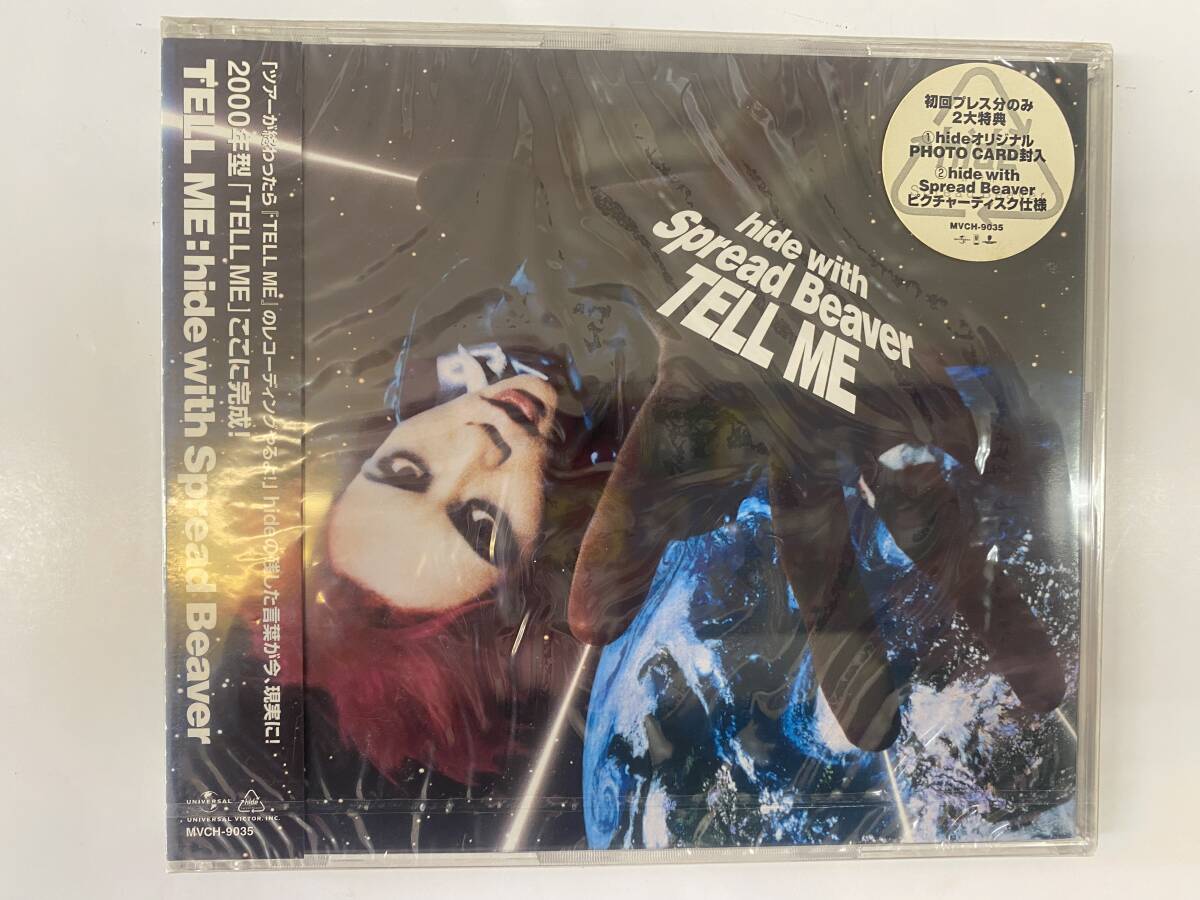 「ツアーが終わったら『TELL ME』のレコーディングやるよ!」hideの遺した言葉が今、現実に!
2000年型「TELL ME」ここに完成!
TELL ME:hide with Spread Beaver
UNIVERSAL
hide
UNIVERSAL VICTOR, INC.
MVCH-9035
hide with
Spread Beaver
TELL ME
初回プレス分のみ
2大特典
①hideオリジナル
PHOTO CARD封入
②hide with
Spread Beaver
ピクチャーディスク仕様
MVCH-9035